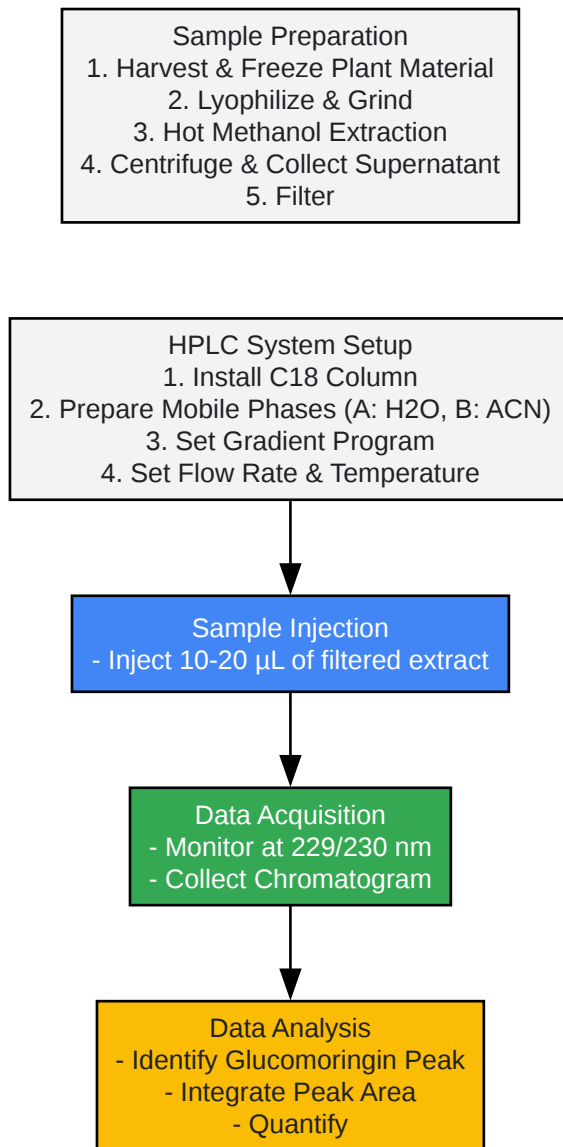 Sample Preparation
1. Harvest & Freeze Plant Material
2. Lyophilize & Grind
3. Hot Methanol Extraction
4. Centrifuge & Collect Supernatant
5. Filter
HPLC System Setup
1. Install C18 Column
2. Prepare Mobile Phases (A: H2O, B: ACN)
3. Set Gradient Program
4. Set Flow Rate & Temperature
Sample Injection
- Inject 10-20 µL of filtered extract
Data Acquisition
- Monitor at 229/230 nm
- Collect Chromatogram
Data Analysis
- Identify Glucomoringin Peak
- Integrate Peak Area
- Quantify